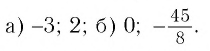 а) –3; 2; б) 0; –45/8.